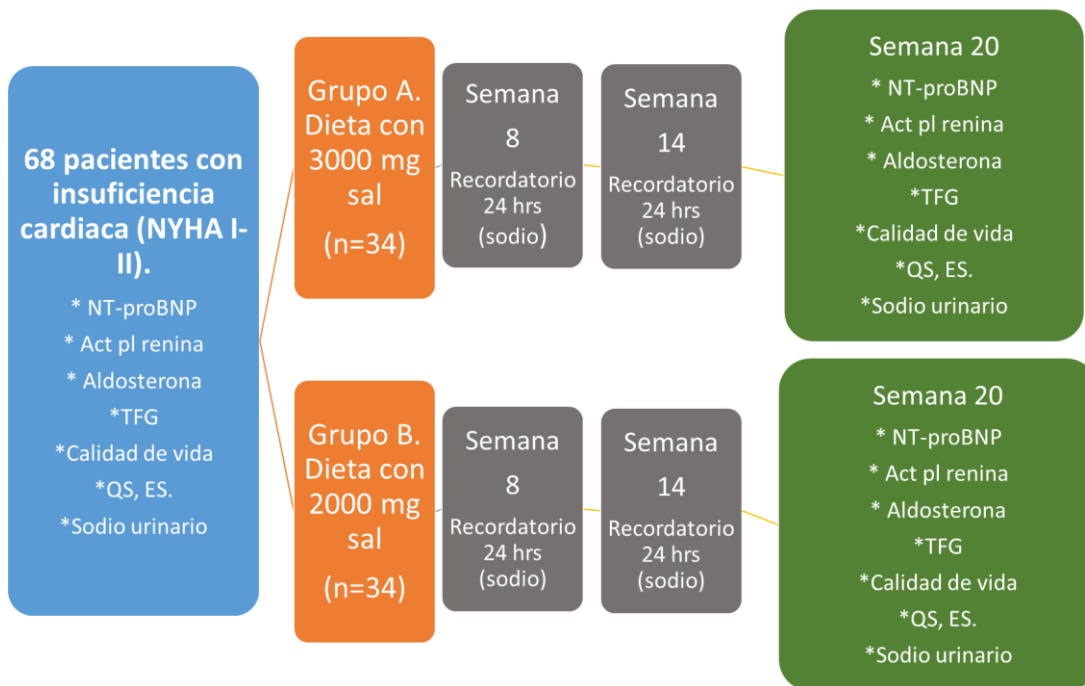 68 pacientes con
insuficiencia
cardiaca (NYHA I-
II).
* NT-proBNP
* Act pl renina
* Aldosterona
*TFG
*Calidad de vida
*QS, ES.
*Sodio urinario
Grupo A.
Dieta con
3000 mg
sal
(n=34)
Semana
8
Recordatorio
24 hrs
(sodio)
Semana
14
Recordatorio
24 hrs
(sodio)
Semana 20
* NT-proBNP
* Act pl renina
* Aldosterona
*TFG
*Calidad de vida
*QS, ES.
*Sodio urinario
Grupo B.
Dieta con
2000 mg
sal
(n=34)
Semana
8
Recordatorio
24 hrs
(sodio)
Semana
14
Recordatorio
24 hrs
(sodio)
Semana 20
* NT-proBNP
* Act pl renina
* Aldosterona
*TFG
*Calidad de vida
*QS, ES.
*Sodio urinario